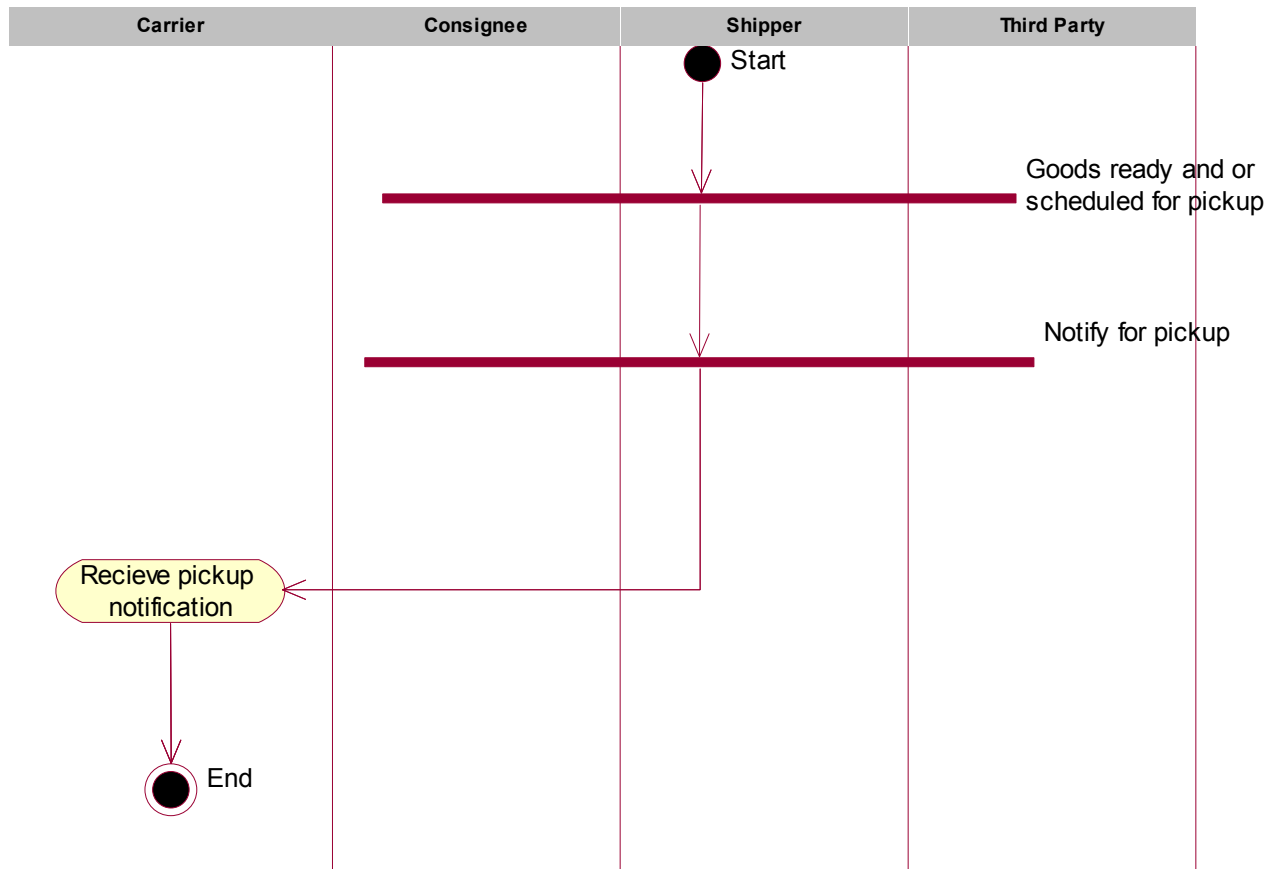 Carrier
Consignee
Shipper
Third Party
Start
Goods ready and or
scheduled for pickup
Notify for pickup
Recieve pickup
notification
End